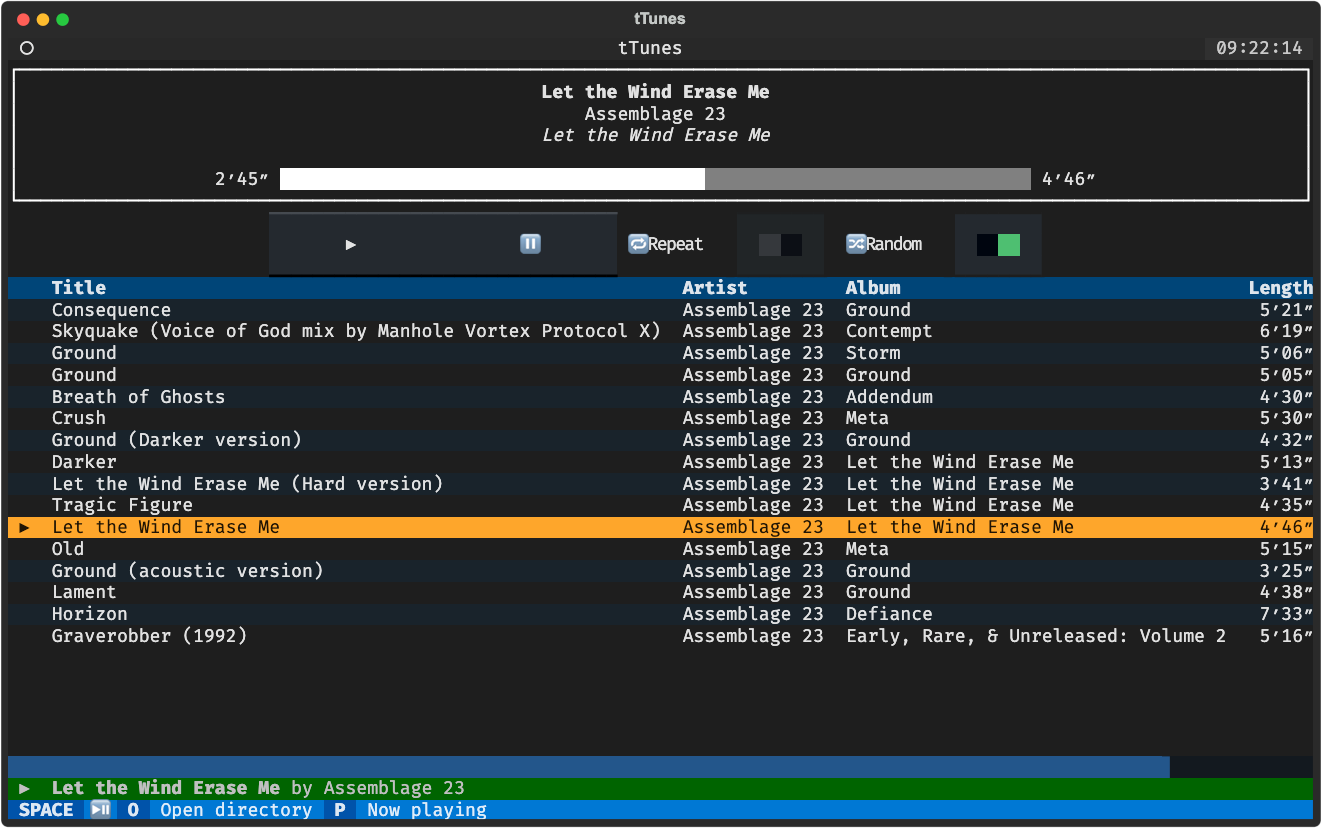 tTunes
tTunes 09:22:14
Let the Wind Erase Me
Assemblage 23
Let the Wind Erase Me
2′45″ 4′46″
Repeat Random
Title Artist Album Length
Consequence Assemblage 23 Ground 5′21″
Skyquake (Voice of God mix by Manhole Vortex Protocol X) Assemblage 23 Contempt 6′19″
Ground Assemblage 23 Storm 5′06″
Ground Assemblage 23 Ground 5′05″
Breath of Ghosts Assemblage 23 Addendum 4′30″
Crush Assemblage 23 Meta 5′30″
Ground (Darker version) Assemblage 23 Ground 4′32″
Darker Assemblage 23 Let the Wind Erase Me 5′13″
Let the Wind Erase Me (Hard version) Assemblage 23 Let the Wind Erase Me 3′41″
Tragic Figure Assemblage 23 Let the Wind Erase Me 4′35″
▶ Let the Wind Erase Me Assemblage 23 Let the Wind Erase Me 4′46″
Old Assemblage 23 Meta 5′15″
Ground (acoustic version) Assemblage 23 Ground 3′25″
Lament Assemblage 23 Ground 4′38″
Horizon Assemblage 23 Defiance 7′33″
Graverobber (1992) Assemblage 23 Early, Rare, & Unreleased: Volume 2 5′16″
▶ Let the Wind Erase Me by Assemblage 23
SPACE ⏯ O Open directory P Now playing